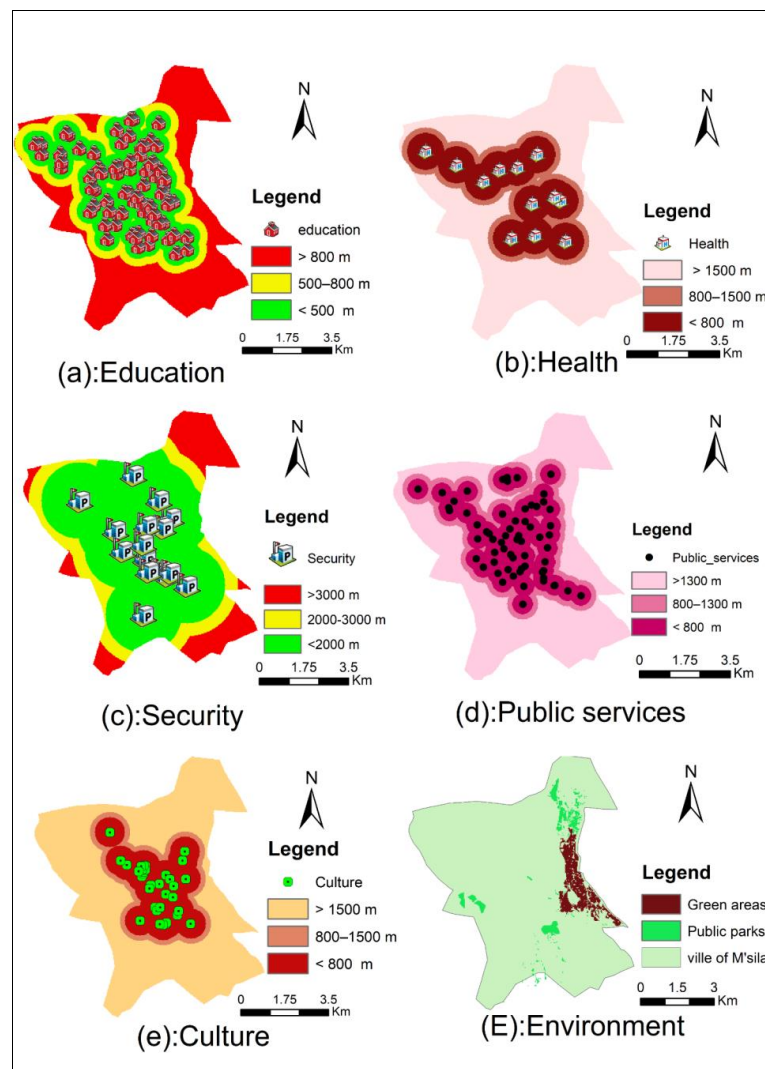 N
Legend
education
> 800 m
500–800 m
< 500 m
0 1.75 3.5
Km
(a):Education
N
Legend
Health
> 1500 m
800–1500 m
< 800 m
0 1.75 3.5
Km
(b):Health
N
Legend
Security
>3000 m
2000-3000 m
<2000 m
0 1.75 3.5
Km
(c):Security
N
Legend
Public_services
>1300 m
800–1300 m
< 800 m
0 1.75 3.5
Km
(d):Public services
N
Legend
Culture
> 1500 m
800–1500 m
< 800 m
0 1.75 3.5
Km
(e):Culture
N
Legend
Green areas
Public parks
ville of M'sila
0 1.5 3
Km
(E):Environment